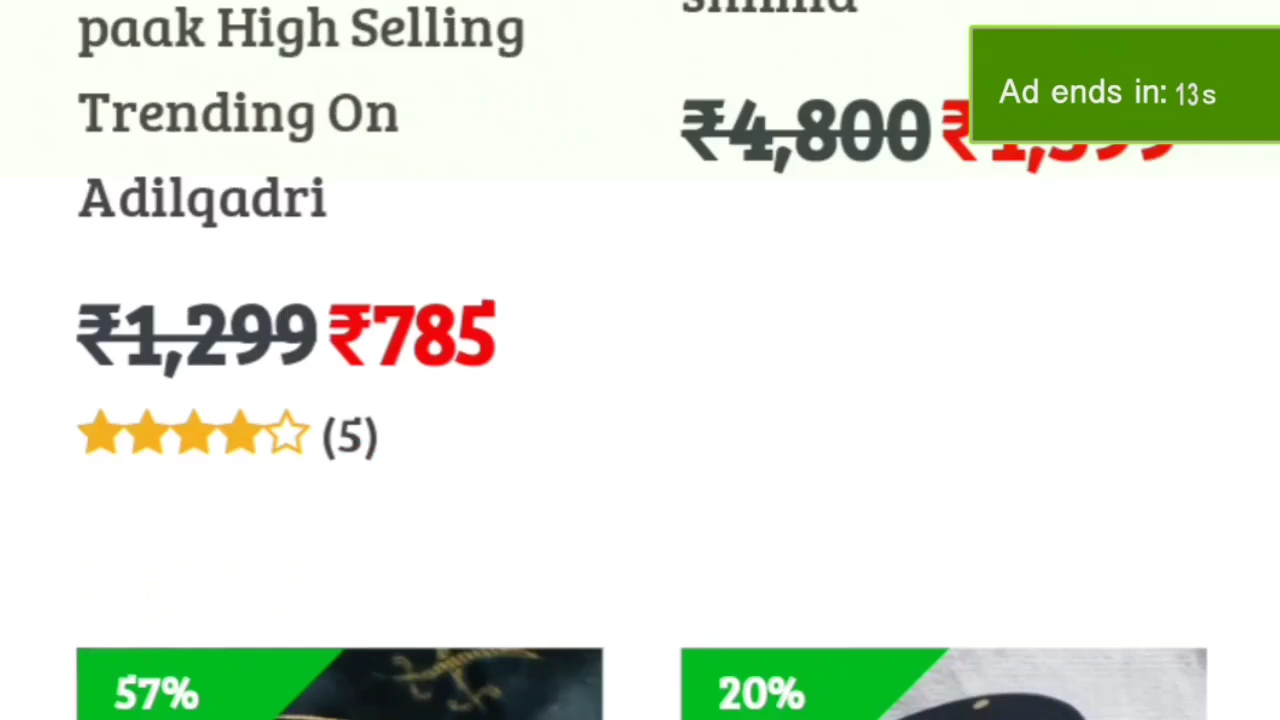 paak High Selling
Trending On
Adilqadri
₹1,299 ₹785
(5)
₹4,800
Ad ends in: 13s
57%
20%